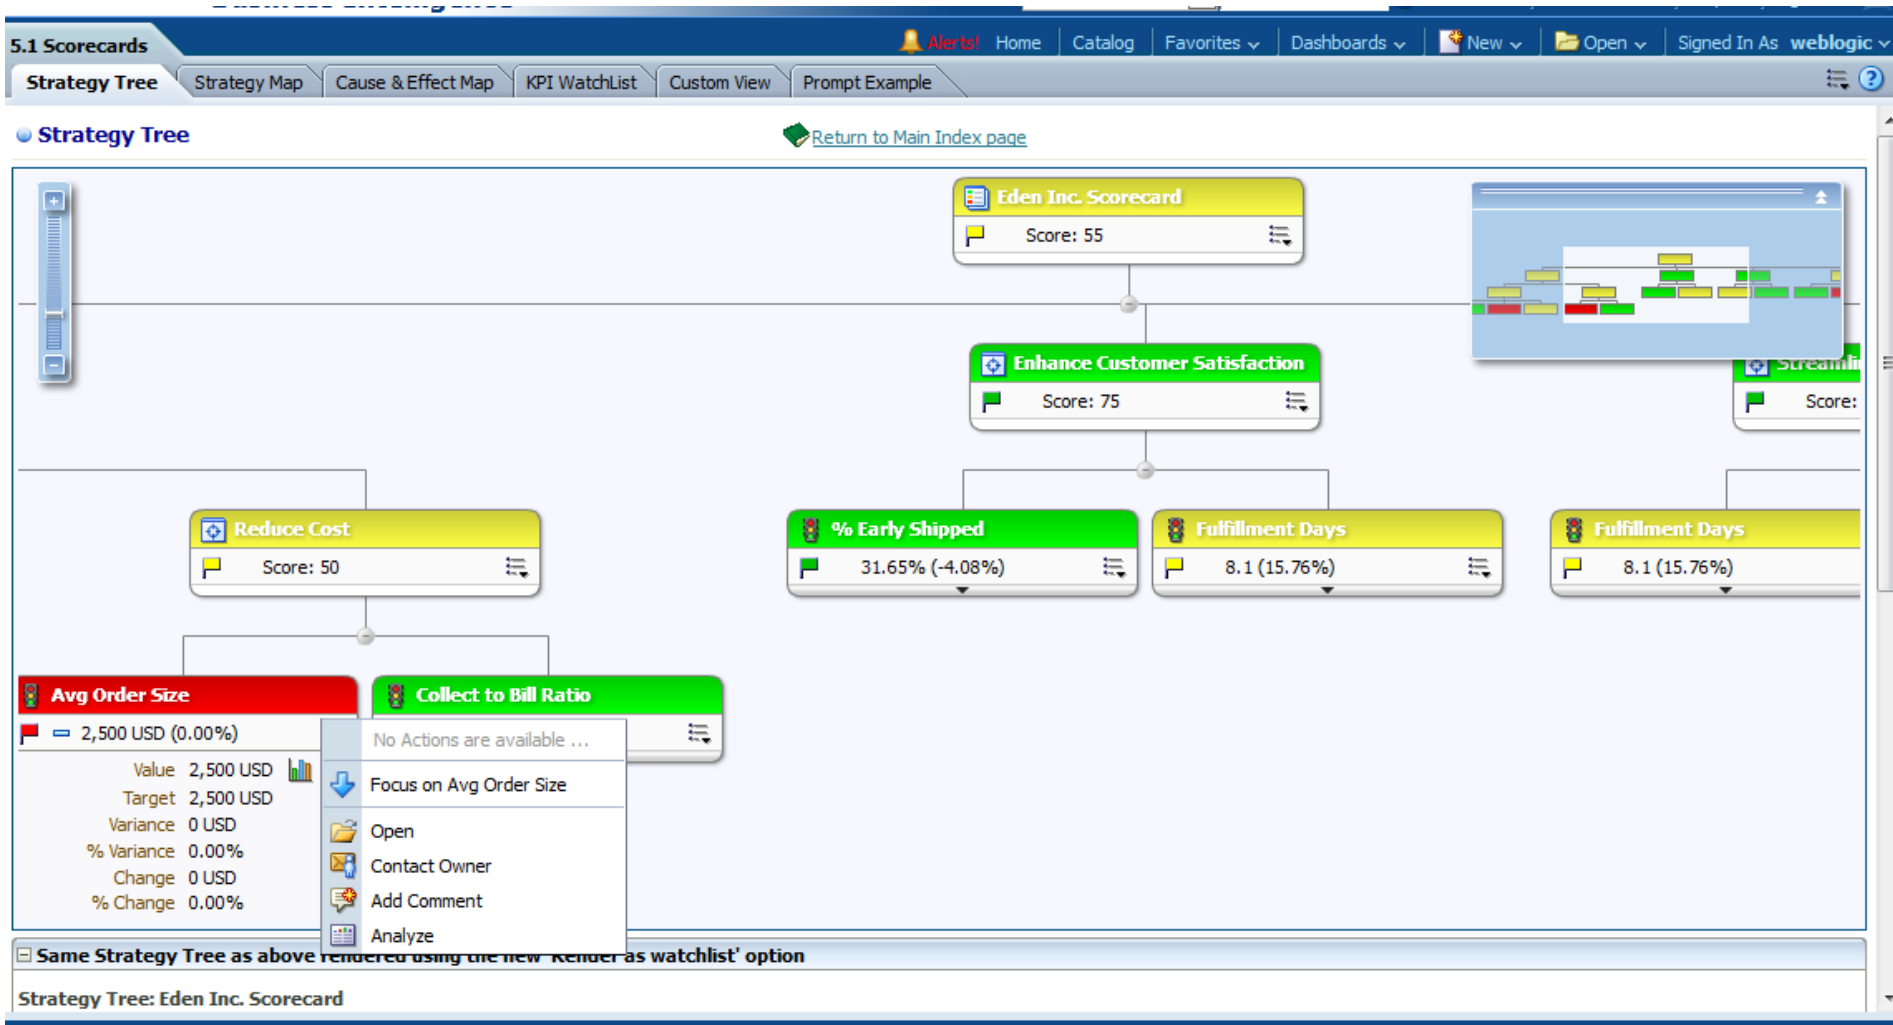 5.1 Scorecards
Alerts! Home Catalog Favorites Dashboards New Open Signed In As weblogic
Strategy Tree Strategy Map Cause & Effect Map KPI WatchList Custom View Prompt Example
Strategy Tree
Return to Main Index page
Eden Inc. Scorecard
Score: 55
Enhance Customer Satisfaction
Score: 75
Score:
Reduce Cost
Score: 50
% Early Shipped
31.65% (-4.08%)
Fulfillment Days
8.1 (15.76%)
Fulfillment Days
8.1 (15.76%)
Avg Order Size
2,500 USD (0.00%)
Value 2,500 USD
Target 2,500 USD
Variance 0 USD
% Variance 0.00%
Change 0 USD
% Change 0.00%
Collect to Bill Ratio
No Actions are available ...
Focus on Avg Order Size
Open
Contact Owner
Add Comment
Analyze
Same Strategy Tree as above rendered using the new 'Render as watchlist' option
Strategy Tree: Eden Inc. Scorecard